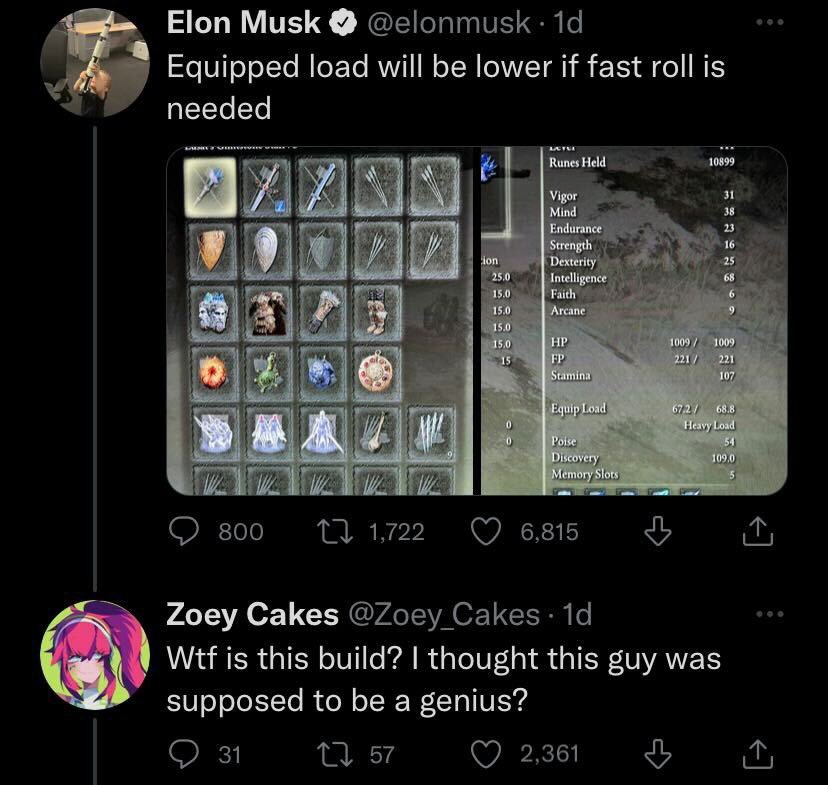 Elon Musk @elonmusk · 1d
Equipped load will be lower if fast roll is
needed
Runes Held 10899
Vigor 31
Mind 38
Endurance 23
Strength 16
Dexterity 25
25.0 Intelligence 68
15.0 Faith 6
15.0 Arcane 9
15.0
15.0 HP 1009 / 1009
15 FP 221 / 221
Stamina 107
Equip Load 67.2 / 68.8
0 Heavy Load
0 Poise 54
Discovery 109.0
Memory Slots 5
9
800 1,722 6,815
Zoey Cakes @Zoey_Cakes · 1d
Wtf is this build? I thought this guy was
supposed to be a genius?
31 57 2,361